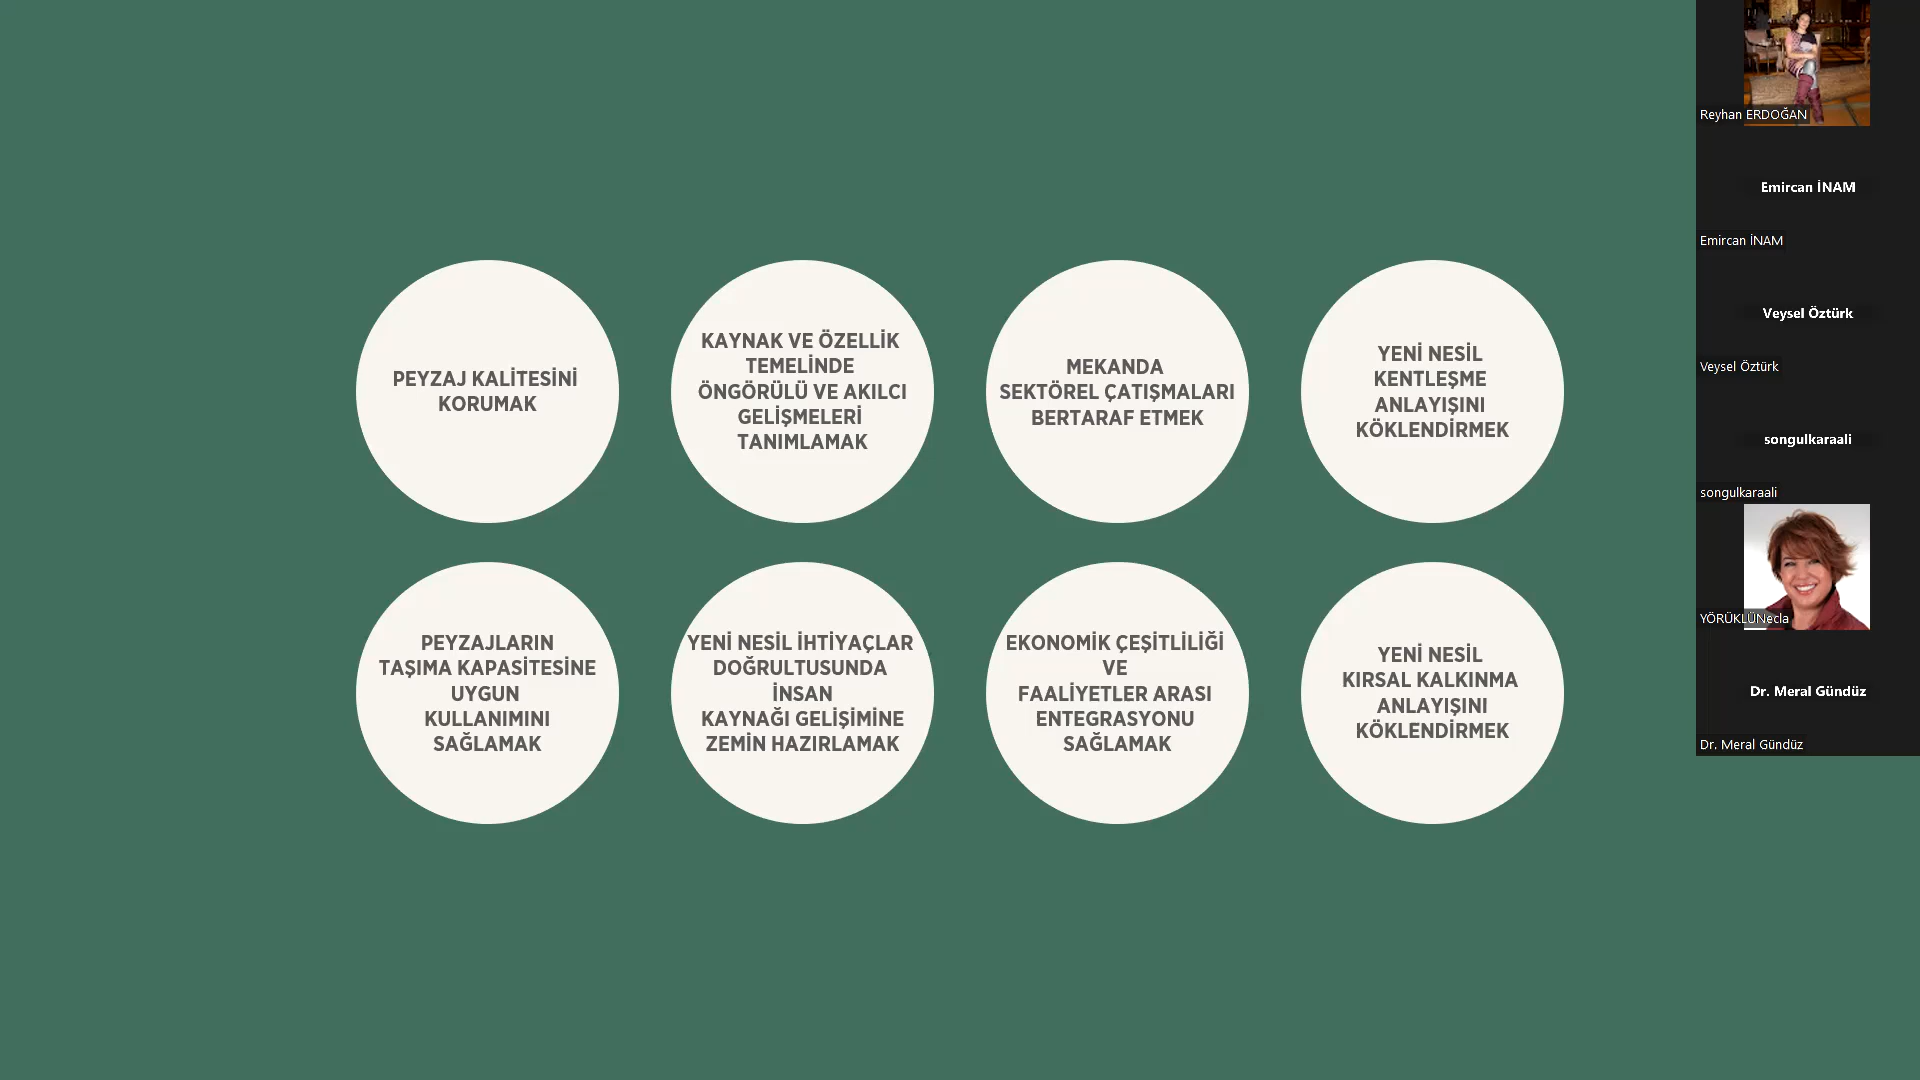 PEYZAJ KALİTESİNİ
KORUMAK
KAYNAK VE ÖZELLİK
TEMELİNDE
ÖNGÖRÜLÜ VE AKILCI
GELİŞMELERİ
TANIMLAMAK
MEKANDA
SEKTÖREL ÇATIŞMALARI
BERTARAF ETMEK
YENİ NESİL
KENTLEŞME
ANLAYIŞINI
KÖKLENDİRMEK
PEYZAJLARIN
TAŞIMA KAPASİTESİNE
UYGUN
KULLANIMINI
SAĞLAMAK
YENİ NESİL İHTİYAÇLAR
DOĞRULTUSUNDA
İNSAN
KAYNAĞI GELİŞİMİNE
ZEMİN HAZIRLAMAK
EKONOMİK ÇEŞİTLİLİĞİ
VE
FAALİYETLER ARASI
ENTEGRASYONU
SAĞLAMAK
YENİ NESİL
KIRSAL KALKINMA
ANLAYIŞINI
KÖKLENDİRMEK
Reyhan ERDOĞAN
Emircan İNAM
Emircan İNAM
Veysel Öztürk
Veysel Öztürk
songulkaraali
songulkaraali
YÖRÜKLÜNecla
Dr. Meral Gündüz
Dr. Meral Gündüz